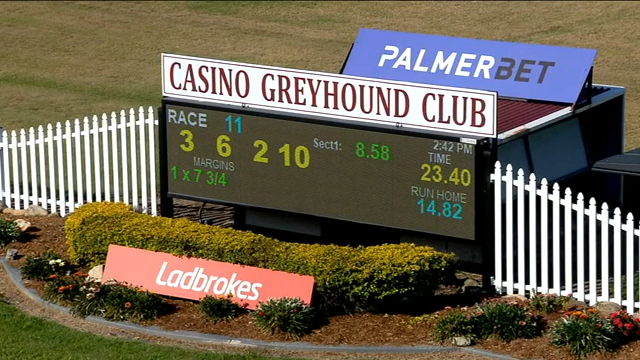 PALMERBET
CASINO GREYHOUND CLUB
RACE 11
2:42 PM
3 6 2 10
Sect1: 8.58
TIME
23.40
MARGINS
1 x 7 3/4
RUN HOME
14.82
Ladbrokes